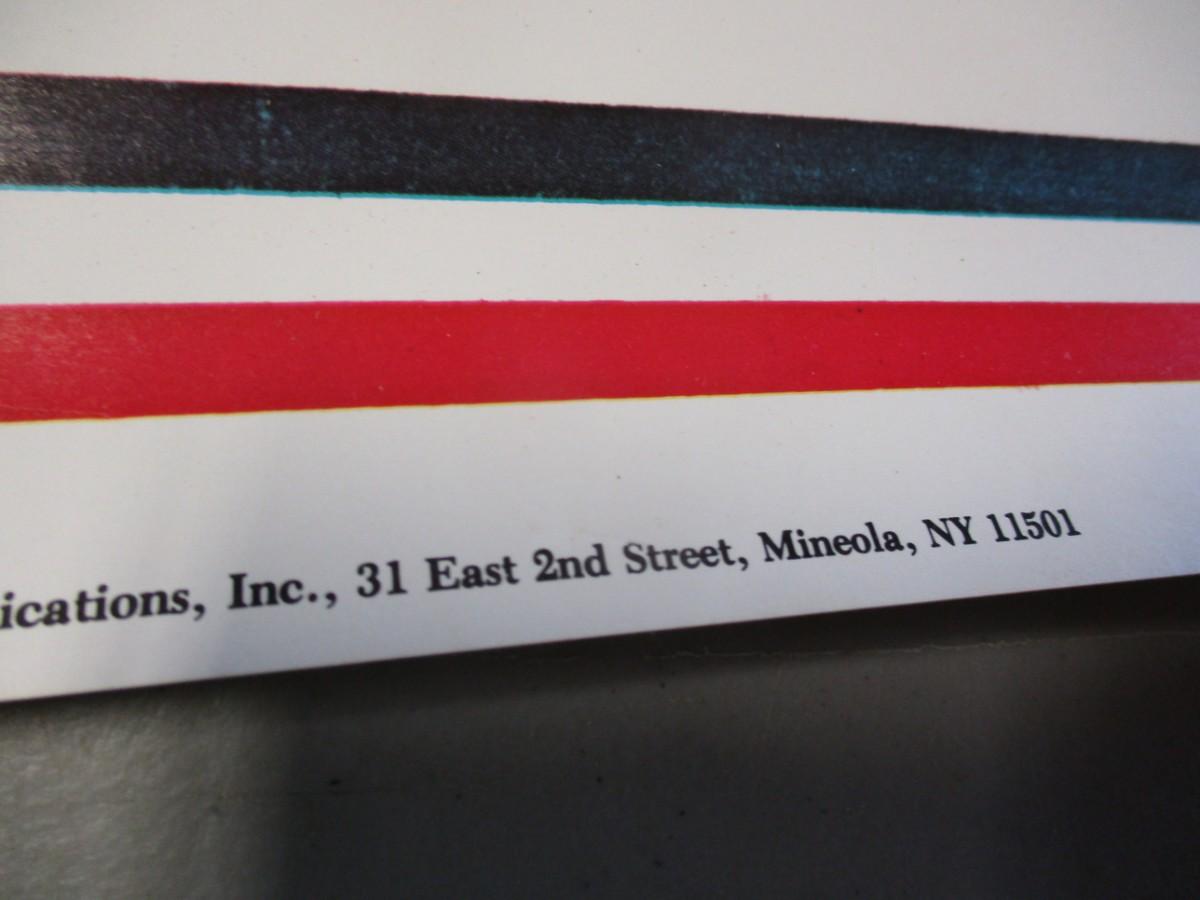 ications, Inc., 31 East 2nd Street, Mineola, NY 11501